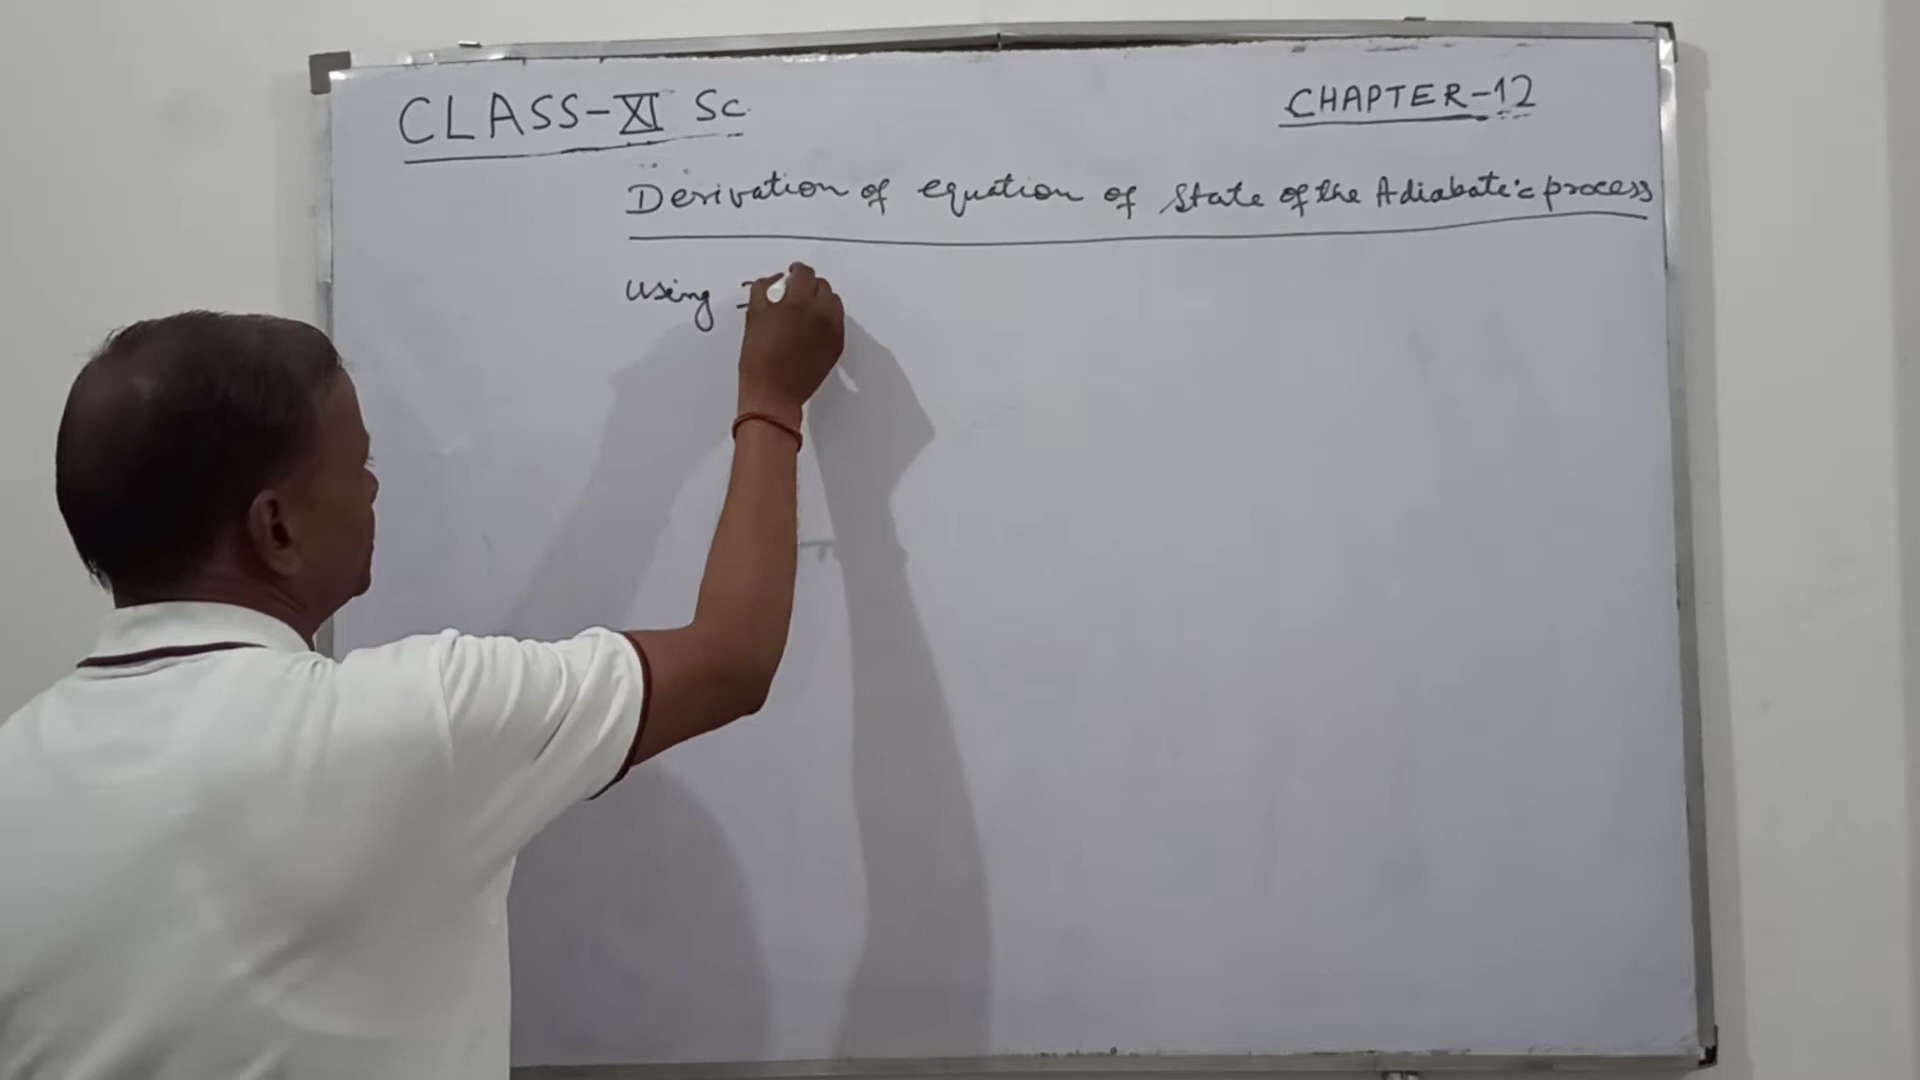 CLASS-XI Sc
CHAPTER-12
Derivation of equation of State of the Adiabatic process
Using